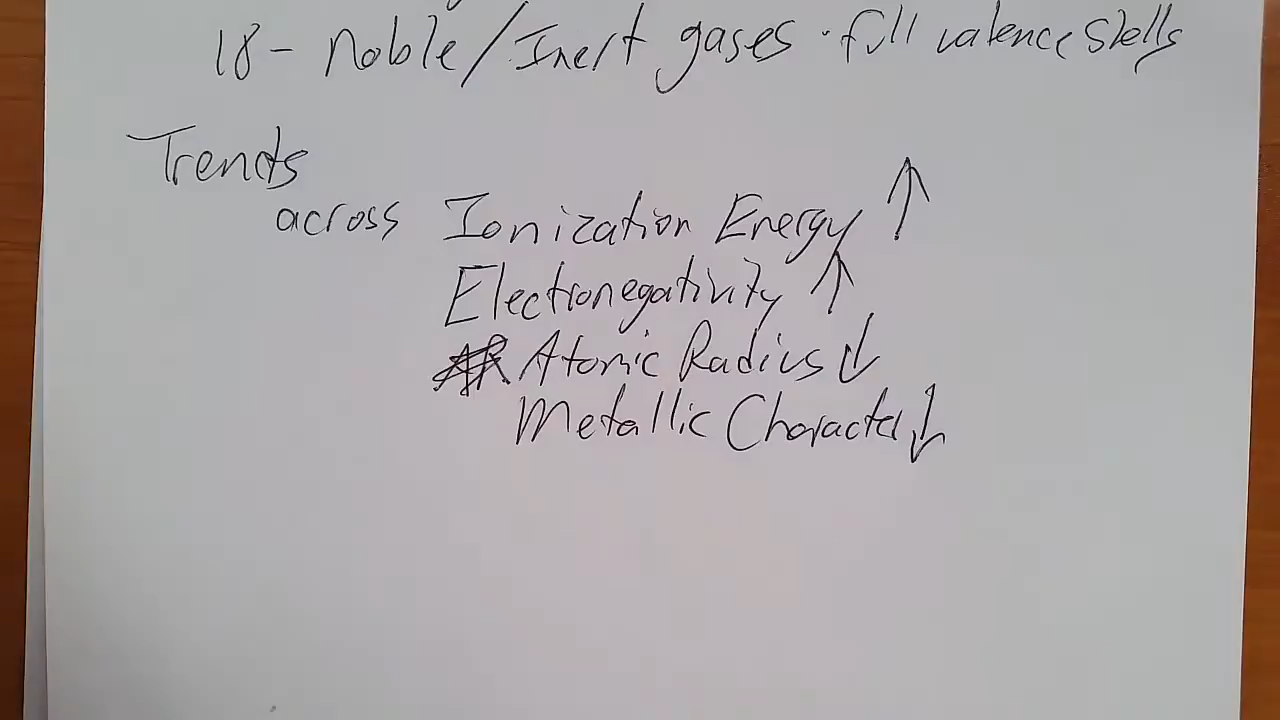 18 - Noble/Inert gases · full valence shells
Trends
across Ionization Energy ↑
Electronegativity ↑
Atomic Radius ↓
Metallic Character ↓